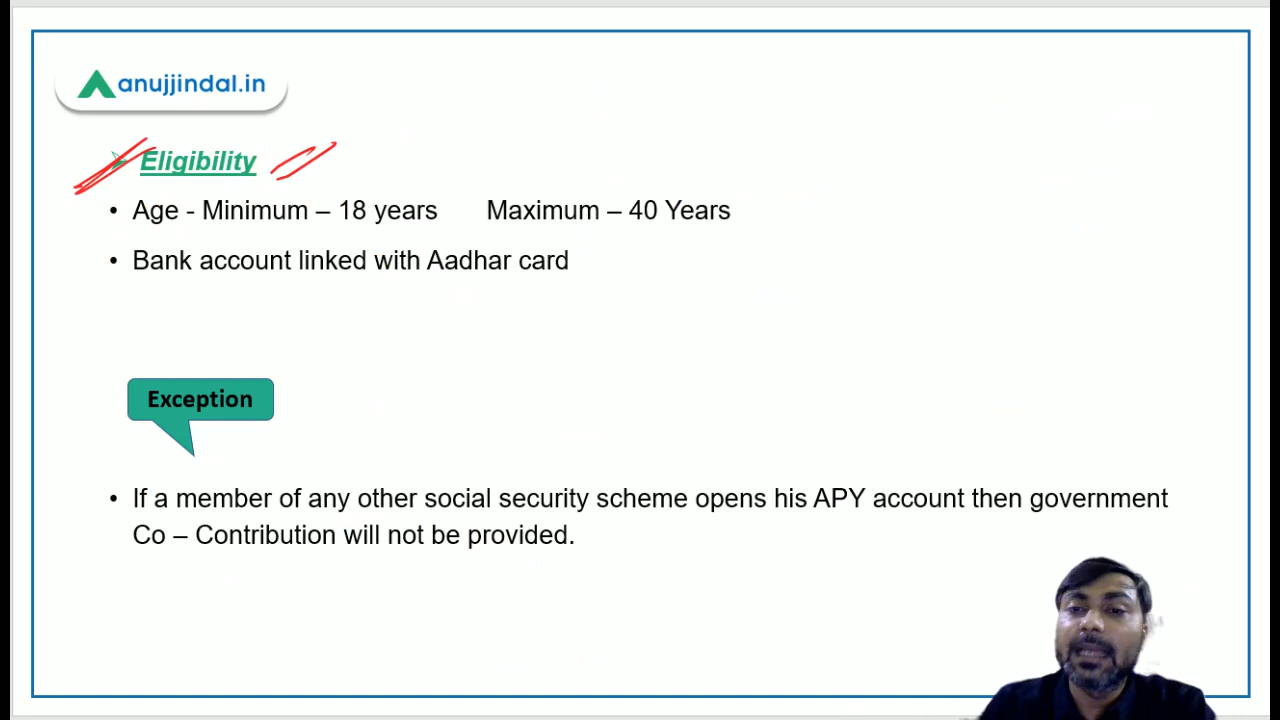 anujjindal.in
Eligibility
• Age - Minimum – 18 years Maximum – 40 Years
• Bank account linked with Aadhar card
Exception
• If a member of any other social security scheme opens his APY account then government
Co – Contribution will not be provided.